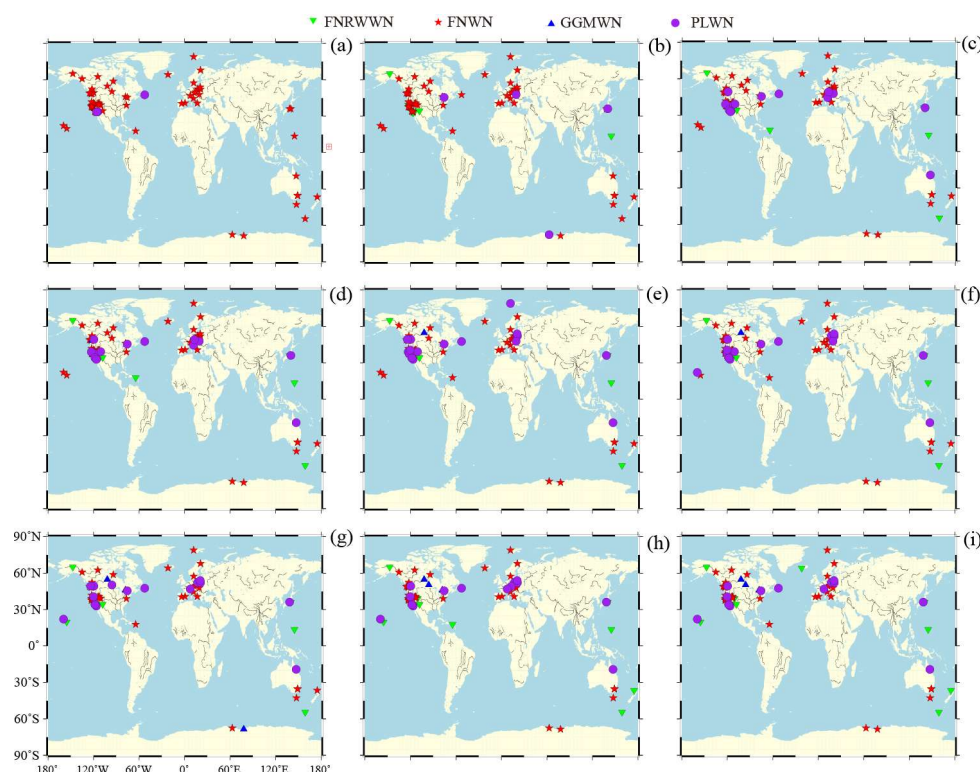 FNRWWN FNWN GGMWN PLWN
(a) (b) (c)
(d) (e) (f)
(g) (h) (i)
90°N
60°N
30°N
0°
30°S
60°S
90°S
180° 120°W 60°W 0° 60°E 120°E 180°